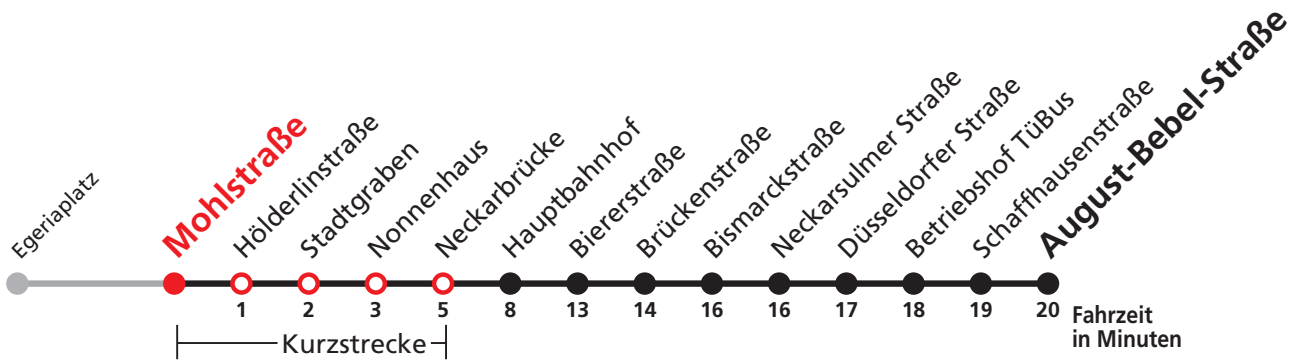 Egeriaplatz
Mohlstraße
Hölderlinstraße
Stadtgraben
Nonnenhaus
Neckarbrücke
Hauptbahnhof
Biererstraße
Brückenstraße
Bismarckstraße
Neckarsulmer Straße
Düsseldorfer Straße
Betriebshof TüBus
Schaffhausenstraße
August-Bebel-Straße
1 2 3 5 8 13 14 16 16 17 18 19 20 Fahrzeit
in Minuten
Kurzstrecke